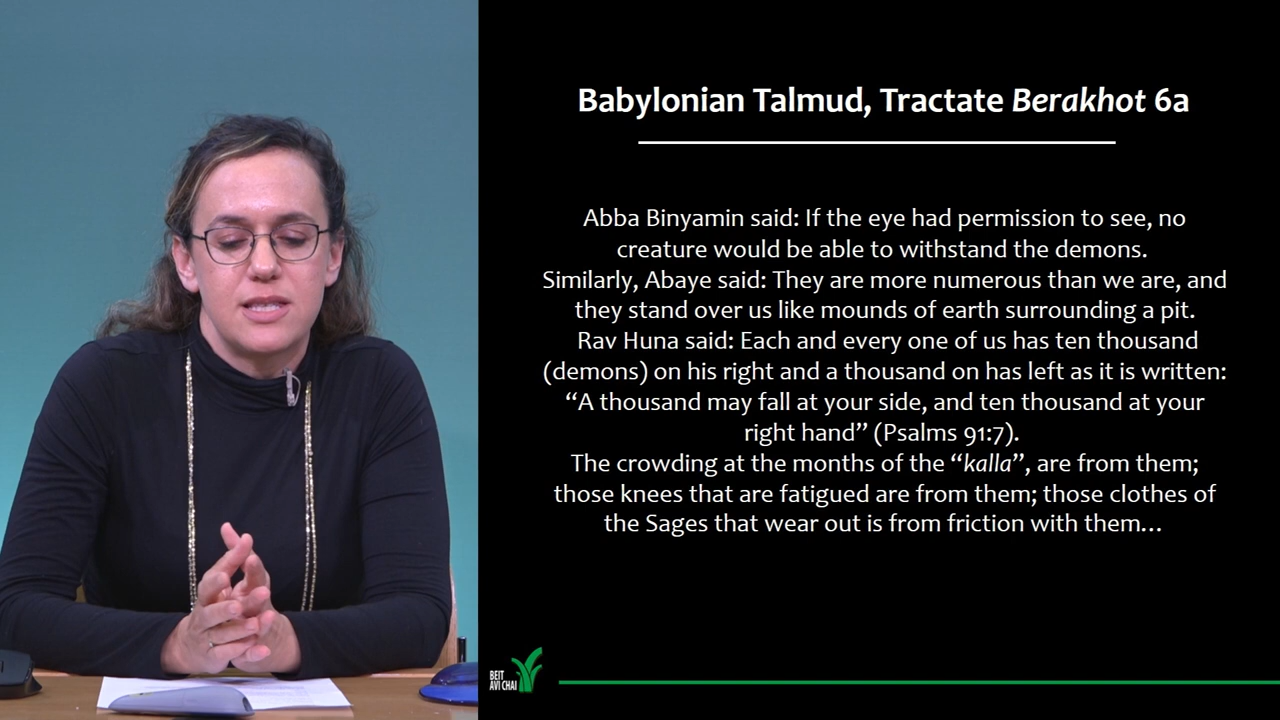 Babylonian Talmud, Tractate Berakhot 6a
Abba Binyamin said: If the eye had permission to see, no
creature would be able to withstand the demons.
Similarly, Abaye said: They are more numerous than we are, and
they stand over us like mounds of earth surrounding a pit.
Rav Huna said: Each and every one of us has ten thousand
(demons) on his right and a thousand on has left as it is written:
“A thousand may fall at your side, and ten thousand at your
right hand” (Psalms 91:7).
The crowding at the months of the “kalla”, are from them;
those knees that are fatigued are from them; those clothes of
the Sages that wear out is from friction with them…
BEIT
AVI CHAI